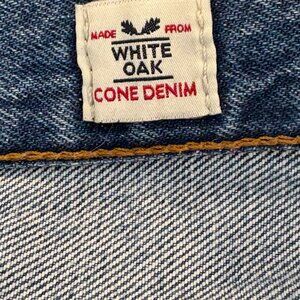 MADE FROM
WHITE
OAK
CONE DENIM